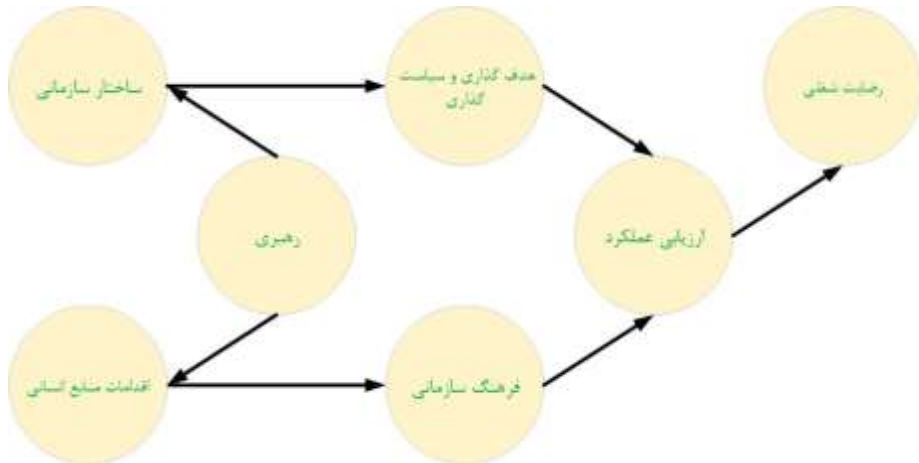 ساختار سازمانی
هدف گذاری و سیاست
گذاری
رضایت شغلی
رهبری
ارزیابی عملکرد
اقدامات منابع انسانی
فرهنگ سازمانی